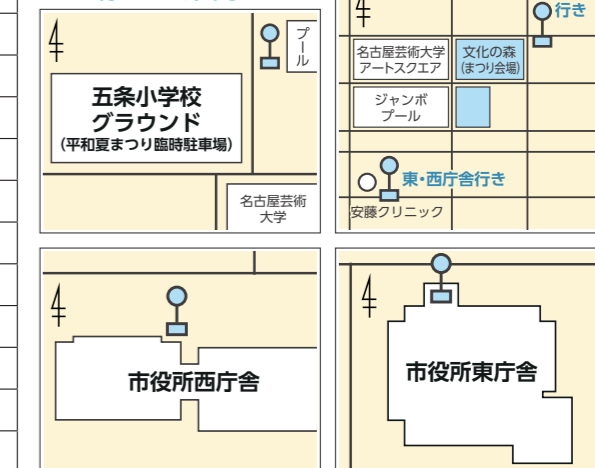 プール
五条小学校
グラウンド
(平和夏まつり臨時駐車場)
名古屋芸術
大学
行き
名古屋芸術大学
アートスクエア
文化の森
(まつり会場)
ジャンボ
プール
東・西庁舎行き
安藤クリニック
市役所西庁舎
市役所東庁舎